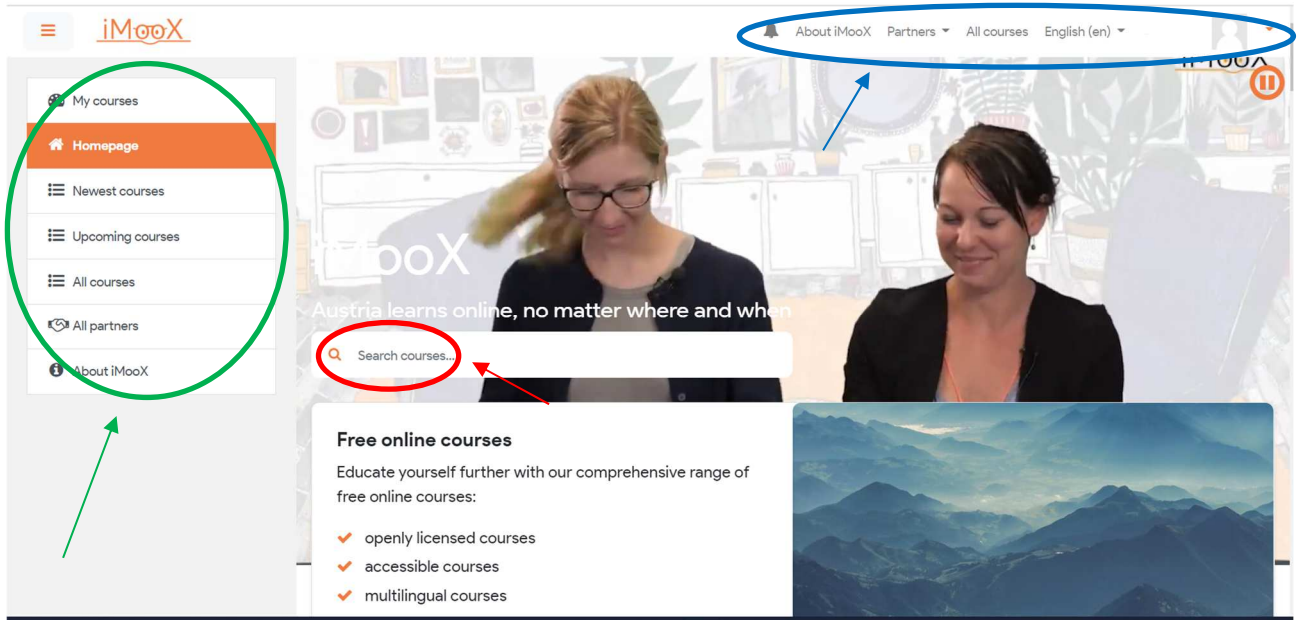 iMooX
About iMooX Partners All courses English (en)
My courses
Homepage
Newest courses
Upcoming courses
All courses
All partners
About iMooX
iMooX
iMooX
Austria learns online, no matter where and when
Search courses...
Free online courses
Educate yourself further with our comprehensive range of
free online courses:
openly licensed courses
accessible courses
multilingual courses